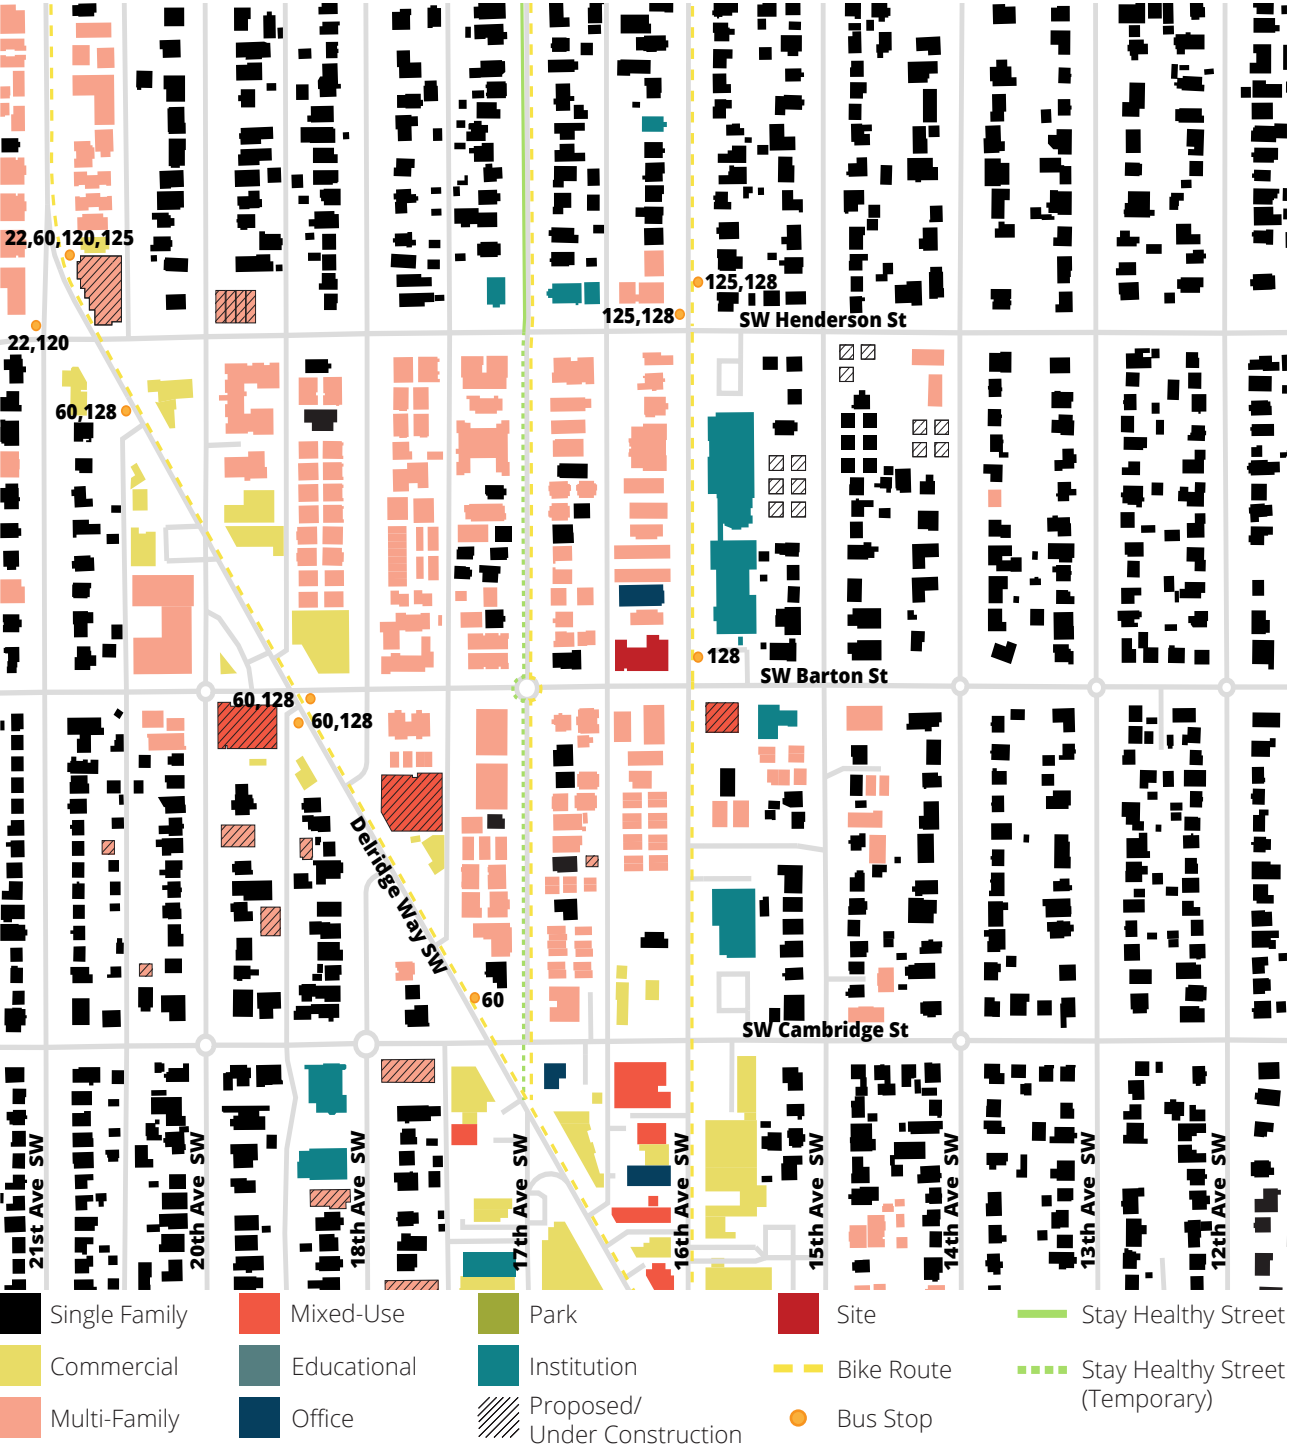 22,60,120,125
125,128
125,128
SW Henderson St
22,120
60,128
128
SW Barton St
60,128
60,128
Delridge Way SW
60
SW Cambridge St
21st Ave SW
20th Ave SW
18th Ave SW
17th Ave SW
16th Ave SW
15th Ave SW
14th Ave SW
13th Ave SW
12th Ave SW
Single Family
Mixed-Use
Park
Site
Stay Healthy Street
Commercial
Educational
Institution
Bike Route
Stay Healthy Street
(Temporary)
Multi-Family
Office
Proposed/
Under Construction
Bus Stop